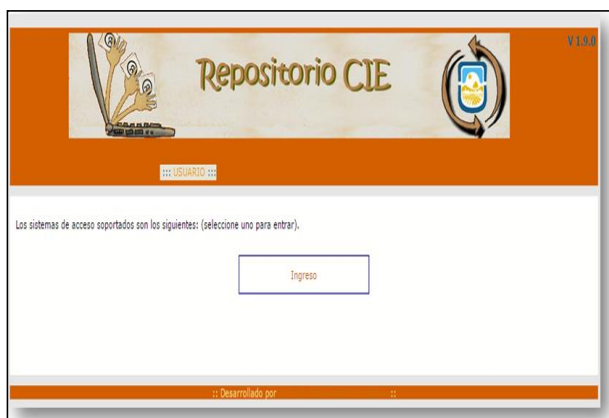 V 1.9.0
Repositorio CIE
::: USUARIO :::
Los sistemas de acceso soportados son los siguientes: (seleccione uno para entrar).
Ingreso
:: Desarrollado por ::